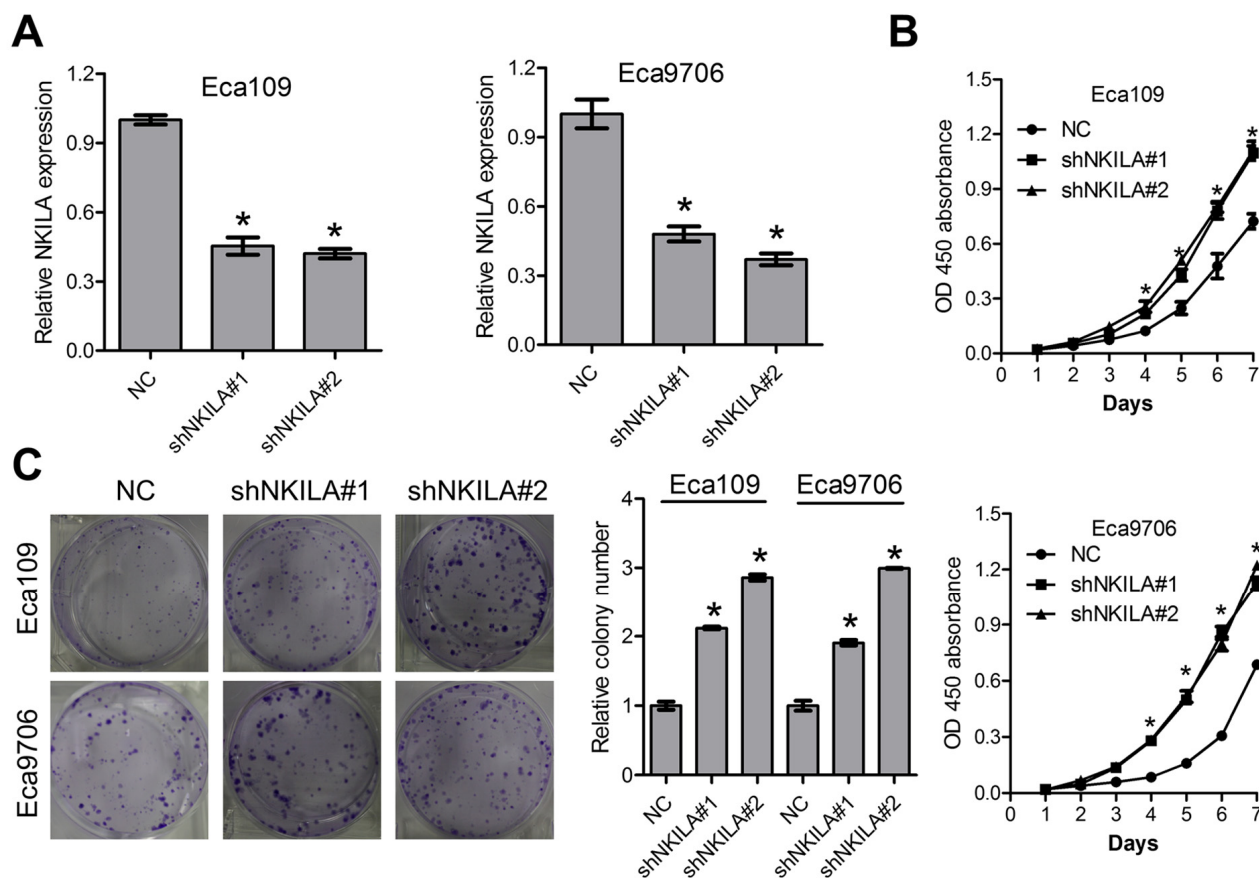 A
Relative NKILA expression
1.2
0.9
0.6
0.3
0.0
Eca109
*
*
NC
shNKILA#1
shNKILA#2
Relative NKILA expression
1.2
0.9
0.6
0.3
0.0
Eca9706
*
*
NC
shNKILA#1
shNKILA#2
B
OD 450 absorbance
1.5
1.2
0.9
0.6
0.3
0.0
Eca109
NC
shNKILA#1
shNKILA#2
* * * *
0 1 2 3 4 5 6 7
Days
C
NC shNKILA#1 shNKILA#2
Eca109
Eca9706
Relative colony number
4
3
2
1
0
Eca109 Eca9706
* * * *
NC
shNKILA#1
shNKILA#2
NC
shNKILA#1
shNKILA#2
OD 450 absorbance
1.5
1.2
0.9
0.6
0.3
0.0
Eca9706
NC
shNKILA#1
shNKILA#2
* * * *
0 1 2 3 4 5 6 7
Days